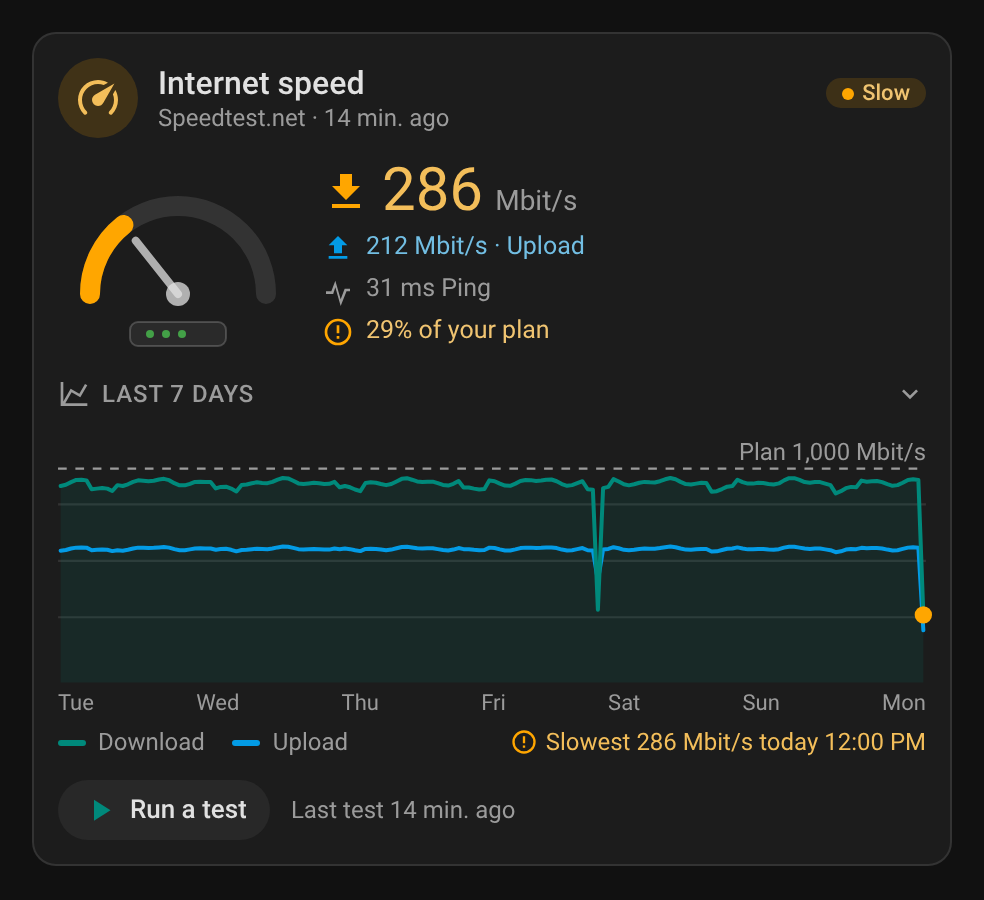 Internet speed
Speedtest.net · 14 min. ago
Slow
286 Mbit/s
212 Mbit/s · Upload
31 ms Ping
29% of your plan
LAST 7 DAYS
Plan 1,000 Mbit/s
Tue Wed Thu Fri Sat Sun Mon
Download Upload
Slowest 286 Mbit/s today 12:00 PM
Run a test
Last test 14 min. ago